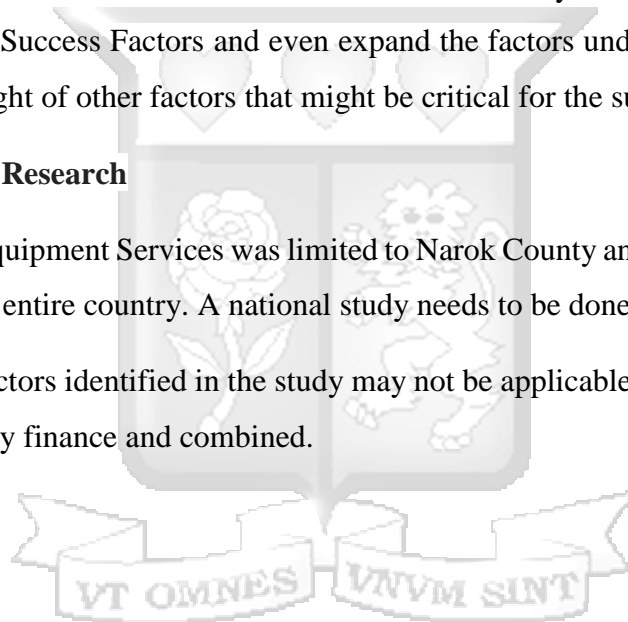 Success Factors and even expand the factors und
ght of other factors that might be critical for the su
Research
quipment Services was limited to Narok County an
entire country. A national study needs to be done
ctors identified in the study may not be applicable
y finance and combined.
VT OMNES VNVM SINT